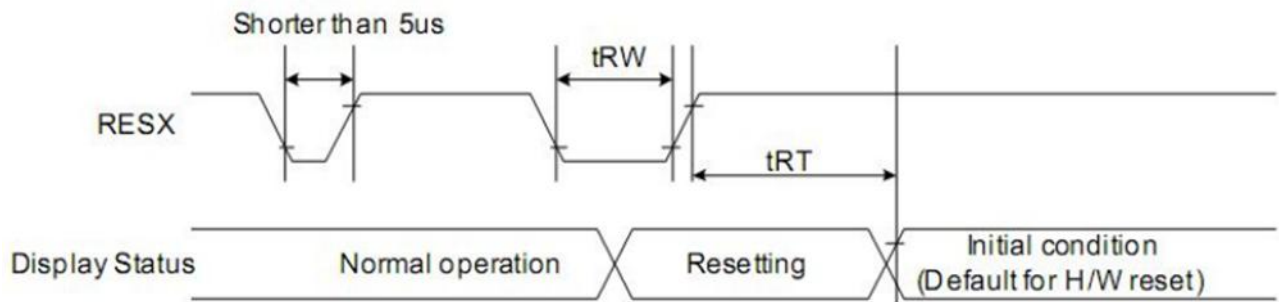 Shorter than 5us
tRW
RESX
tRT
Display Status
Normal operation
Resetting
Initial condition
(Default for H/W reset)